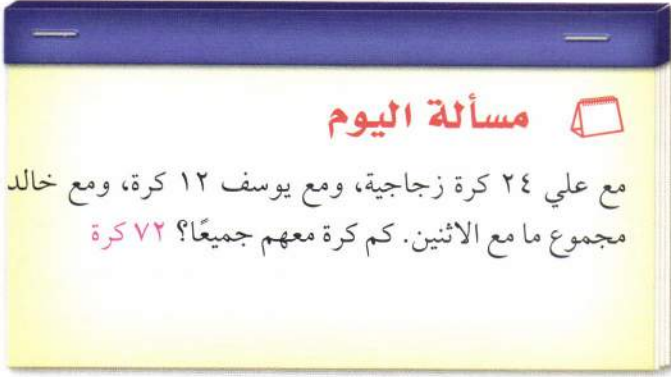 مسألة اليوم
مع علي ٢٤ كرة زجاجية، ومع يوسف ١٢ كرة، ومع خالد
مجموع ما مع الاثنين. كم كرة معهم جميعًا؟ ٧٢ كرة